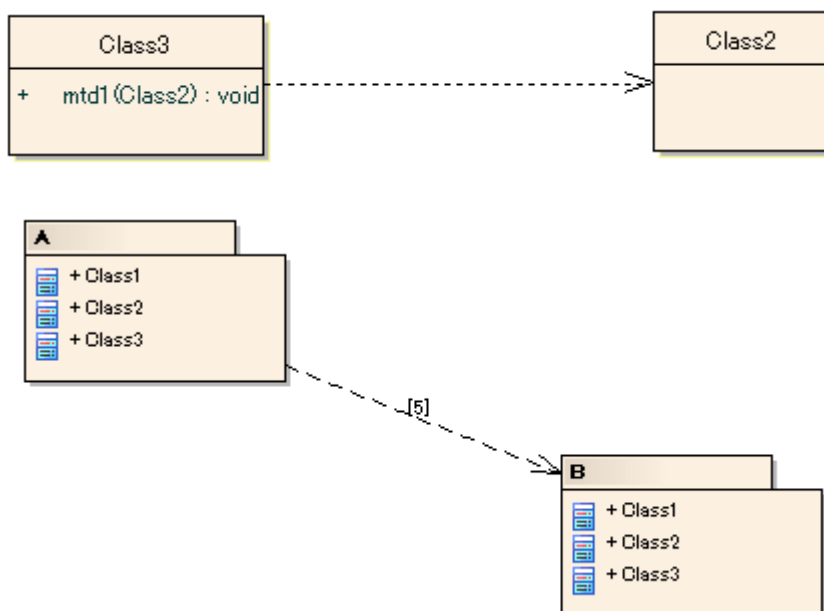 Class3
+ mtd1(Class2) : void
Class2
A
+ Class1
+ Class2
+ Class3
[5]
B
+ Class1
+ Class2
+ Class3